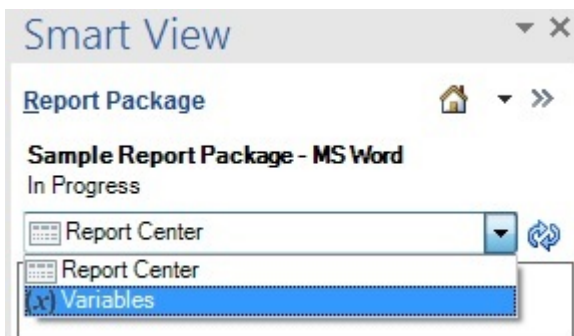 Smart View
Report Package
Sample Report Package - MS Word
In Progress
Report Center
Report Center
(x) Variables